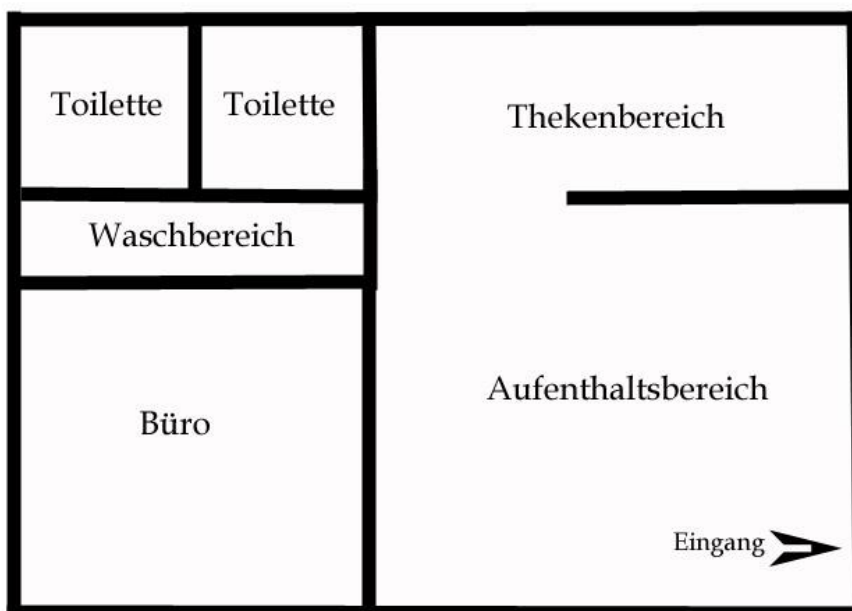 Toilette
Toilette
Thekenbereich
Waschbereich
Aufenthaltsbereich
Büro
Eingang